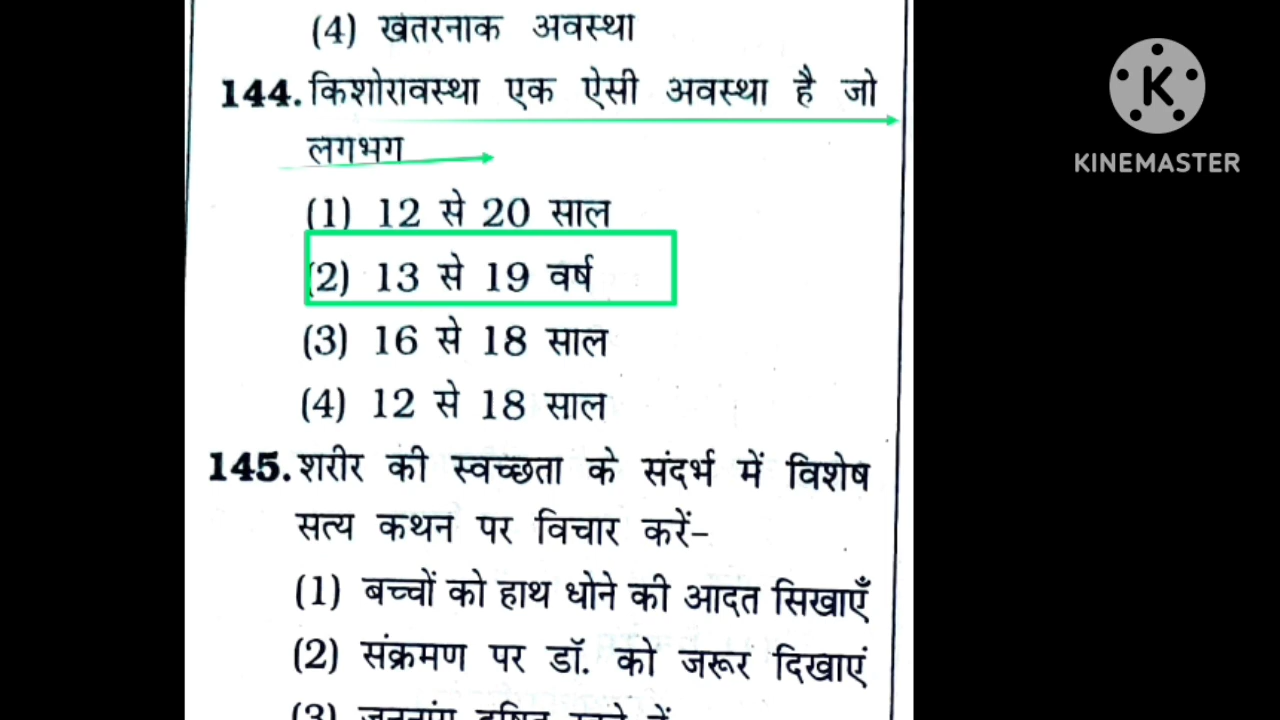 (4) खतरनाक अवस्था
144. किशोरावस्था एक ऐसी अवस्था है जो
लगभग
(1) 12 से 20 साल
(2) 13 से 19 वर्ष
(3) 16 से 18 साल
(4) 12 से 18 साल
145. शरीर की स्वच्छता के संदर्भ में विशेष
सत्य कथन पर विचार करें-
(1) बच्चों को हाथ धोने की आदत सिखाएँ
(2) संक्रमण पर डॉ. को जरूर दिखाएं
(3)
K
KINEMASTER